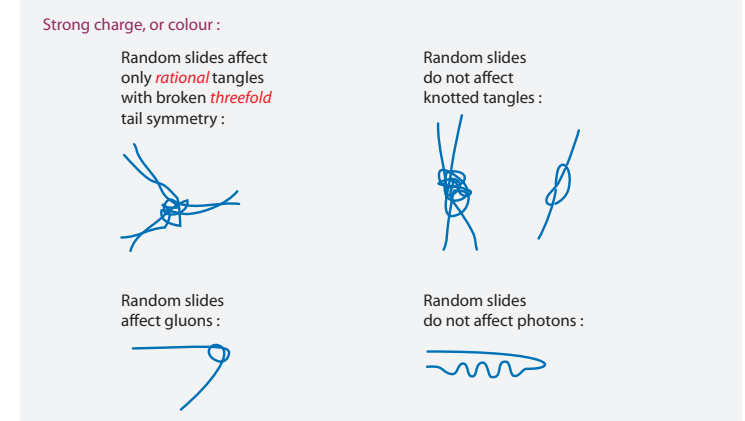 Strong charge, or colour :
Random slides affect
only rational tangles
with broken threefold
tail symmetry :
Random slides
do not affect
knotted tangles :
Random slides
affect gluons :
Random slides
do not affect photons :